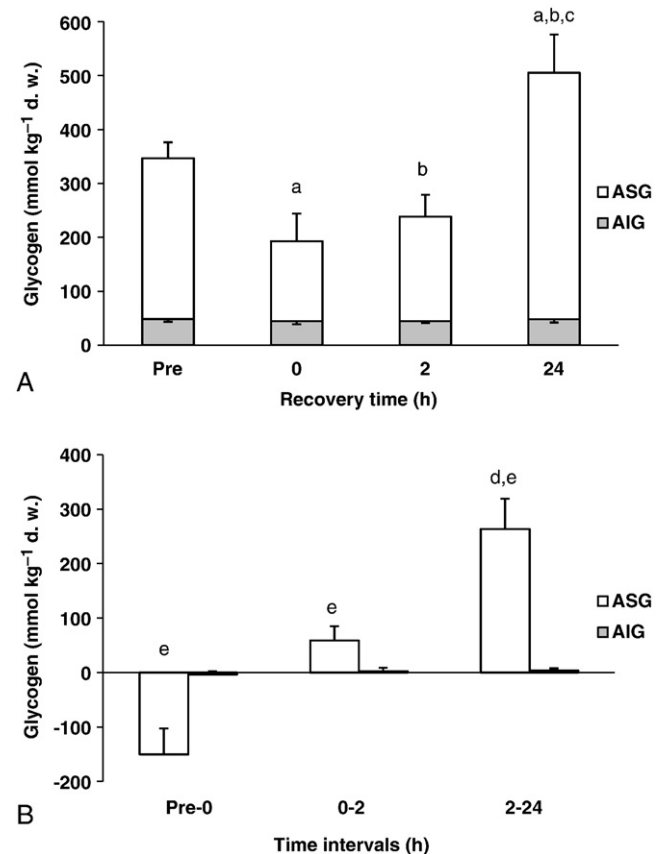 600
a,b,c
500
400
b
300
a
200
100
0
Glycogen (mmol kg⁻¹ d. w.)
ASG
AIG
Pre 0 2 24
A
Recovery time (h)
400
d,e
300
200
e
e
100
0
-100
-200
Glycogen (mmol kg⁻¹ d. w.)
ASG
AIG
Pre-0 0-2 2-24
B
Time intervals (h)